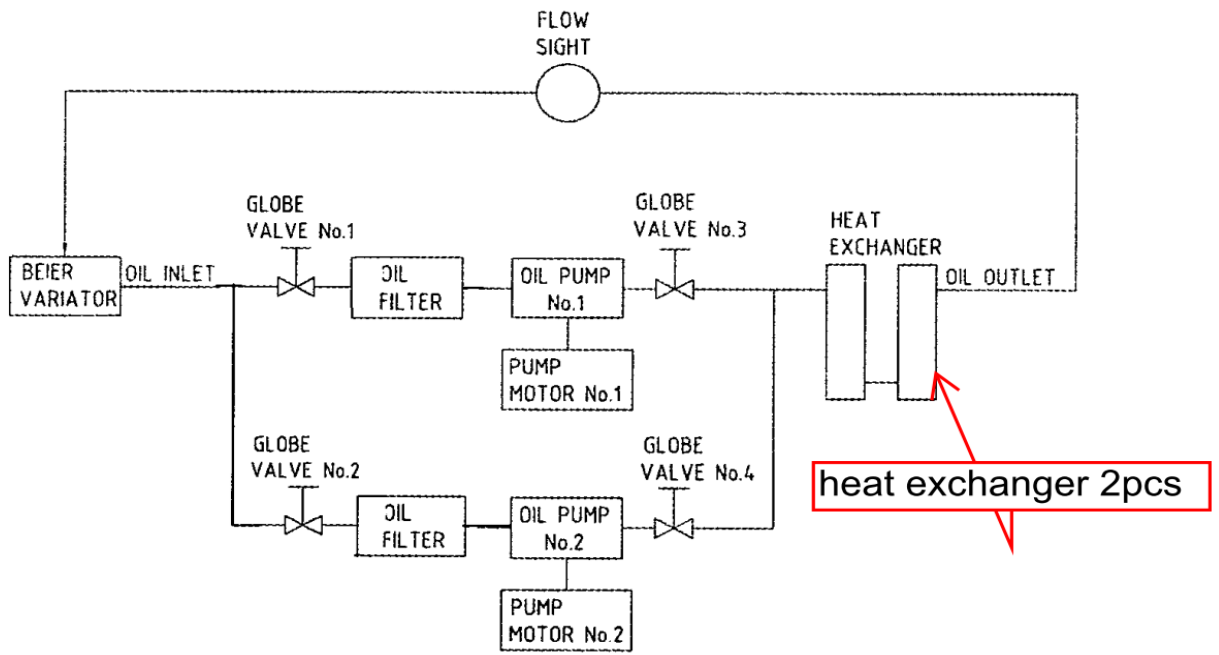 FLOW
SIGHT
GLOBE
VALVE No.1
GLOBE
VALVE No.3
HEAT
EXCHANGER
BEIER
VARIATOR
OIL INLET
OIL
FILTER
OIL PUMP
No.1
OIL OUTLET
PUMP
MOTOR No.1
GLOBE
VALVE No.2
GLOBE
VALVE No.4
heat exchanger 2pcs
OIL
FILTER
OIL PUMP
No.2
PUMP
MOTOR No.2